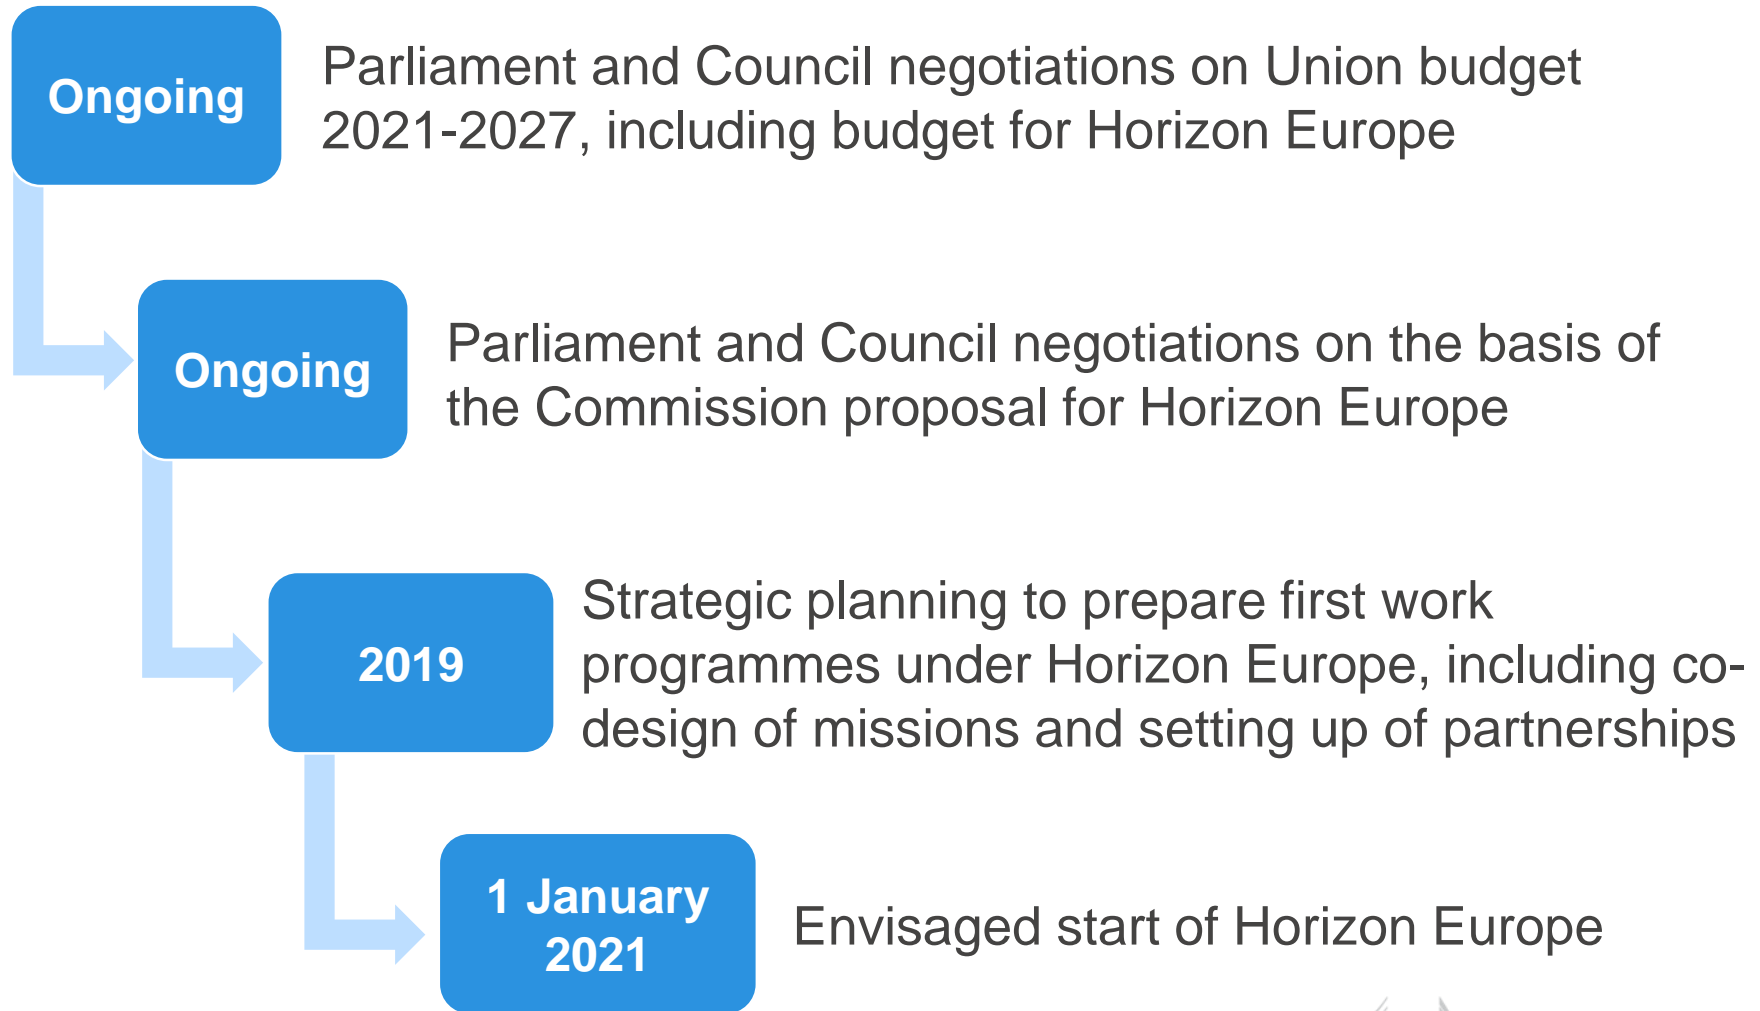 Ongoing
Parliament and Council negotiations on Union budget
2021-2027, including budget for Horizon Europe
Ongoing
Parliament and Council negotiations on the basis of
the Commission proposal for Horizon Europe
2019
Strategic planning to prepare first work
programmes under Horizon Europe, including co-
design of missions and setting up of partnerships
1 January
2021
Envisaged start of Horizon Europe